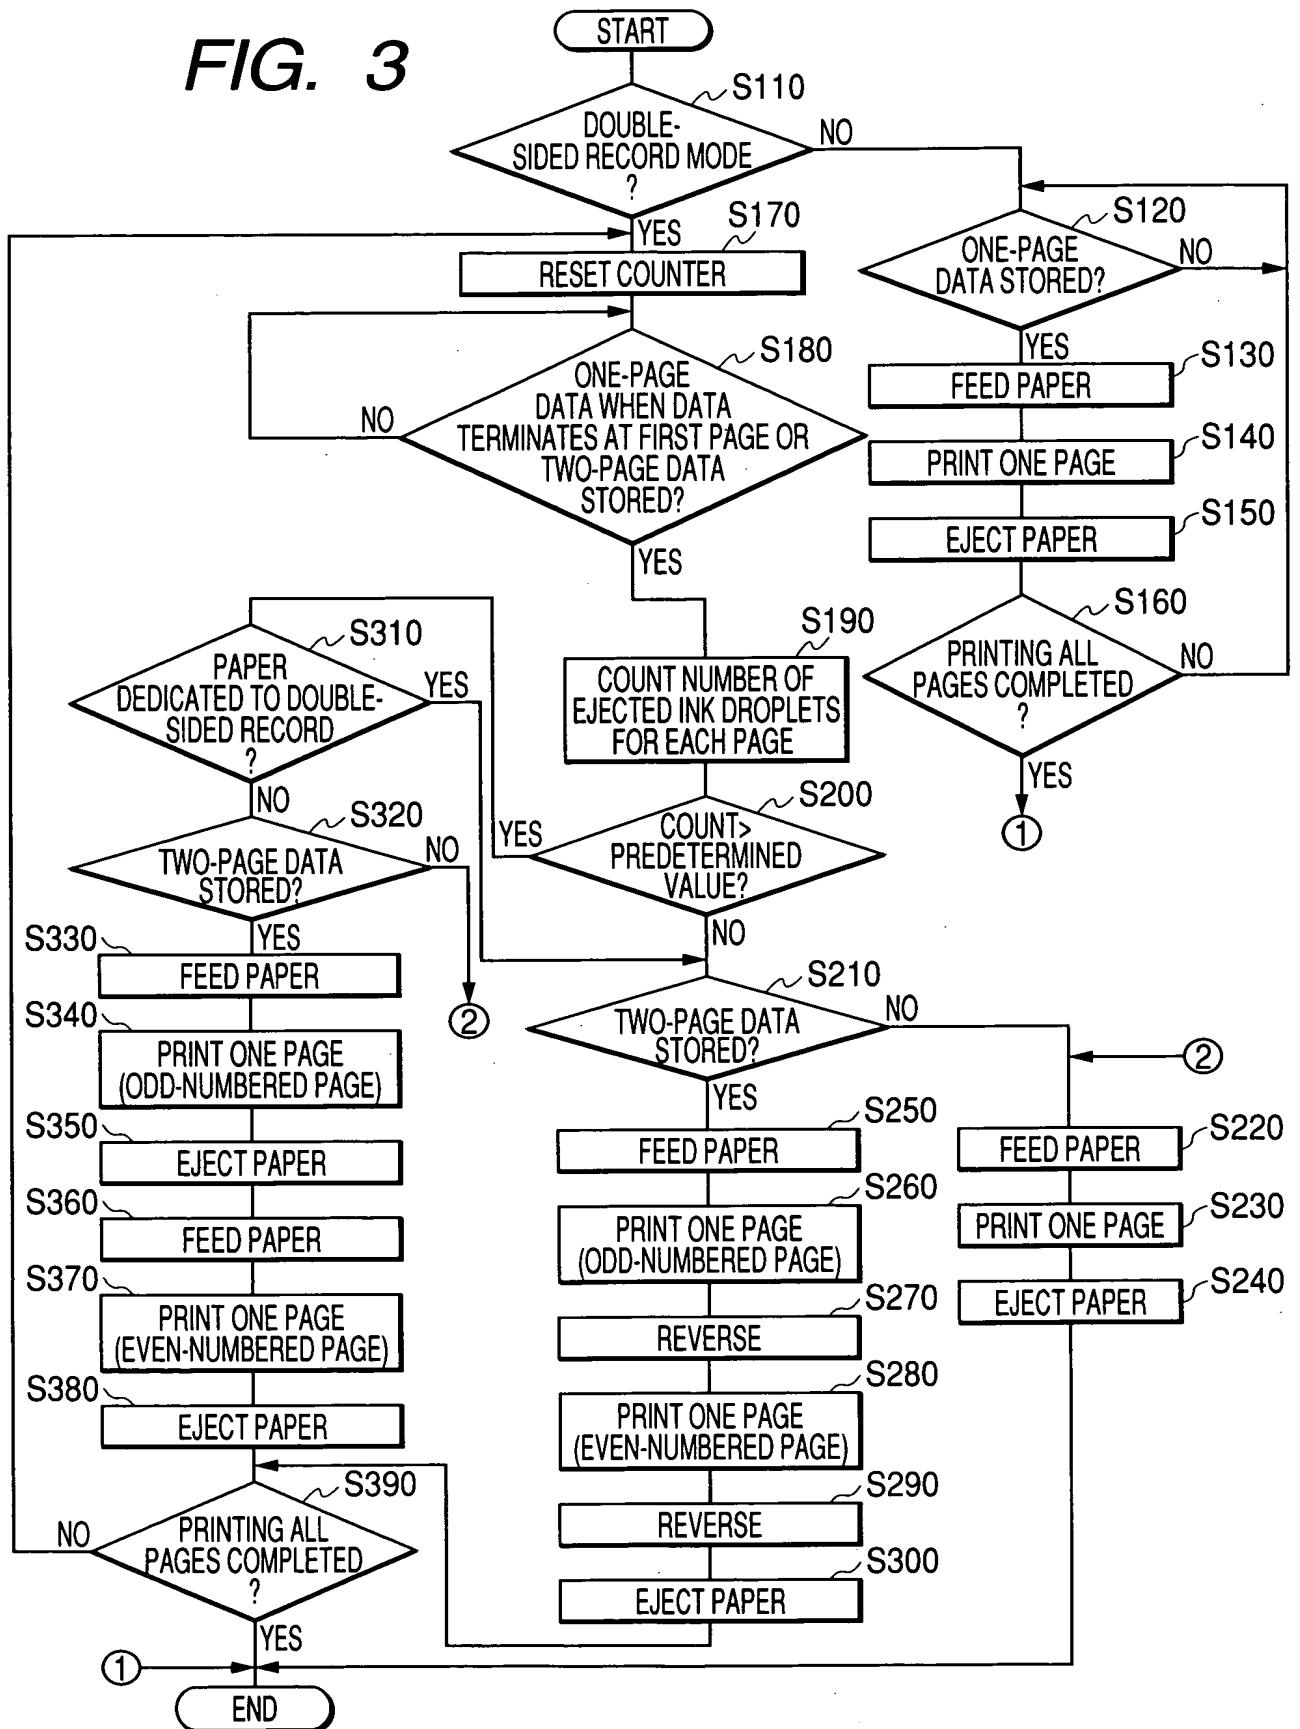 FIG. 3
START
S110
DOUBLE-
SIDED RECORD MODE
?
NO
YES
S170
RESET COUNTER
S120
ONE-PAGE
DATA STORED?
NO
YES
S130
FEED PAPER
S140
PRINT ONE PAGE
S150
EJECT PAPER
S160
PRINTING ALL
PAGES COMPLETED
?
NO
YES
1
S180
ONE-PAGE
DATA WHEN DATA
TERMINATES AT FIRST PAGE OR
TWO-PAGE DATA
STORED?
NO
YES
S190
COUNT NUMBER OF
EJECTED INK DROPLETS
FOR EACH PAGE
S200
COUNT>
PREDETERMINED
VALUE?
YES
NO
S310
PAPER
DEDICATED TO DOUBLE-
SIDED RECORD
?
YES
NO
S320
TWO-PAGE DATA
STORED?
NO
2
YES
S330
FEED PAPER
S340
PRINT ONE PAGE
(ODD-NUMBERED PAGE)
S350
EJECT PAPER
S360
FEED PAPER
S370
PRINT ONE PAGE
(EVEN-NUMBERED PAGE)
S380
EJECT PAPER
S390
PRINTING ALL
PAGES COMPLETED
?
NO
YES
1
END
S210
TWO-PAGE DATA
STORED?
NO
YES
2
S250
FEED PAPER
S260
PRINT ONE PAGE
(ODD-NUMBERED PAGE)
S270
REVERSE
S280
PRINT ONE PAGE
(EVEN-NUMBERED PAGE)
S290
REVERSE
S300
EJECT PAPER
S220
FEED PAPER
S230
PRINT ONE PAGE
S240
EJECT PAPER